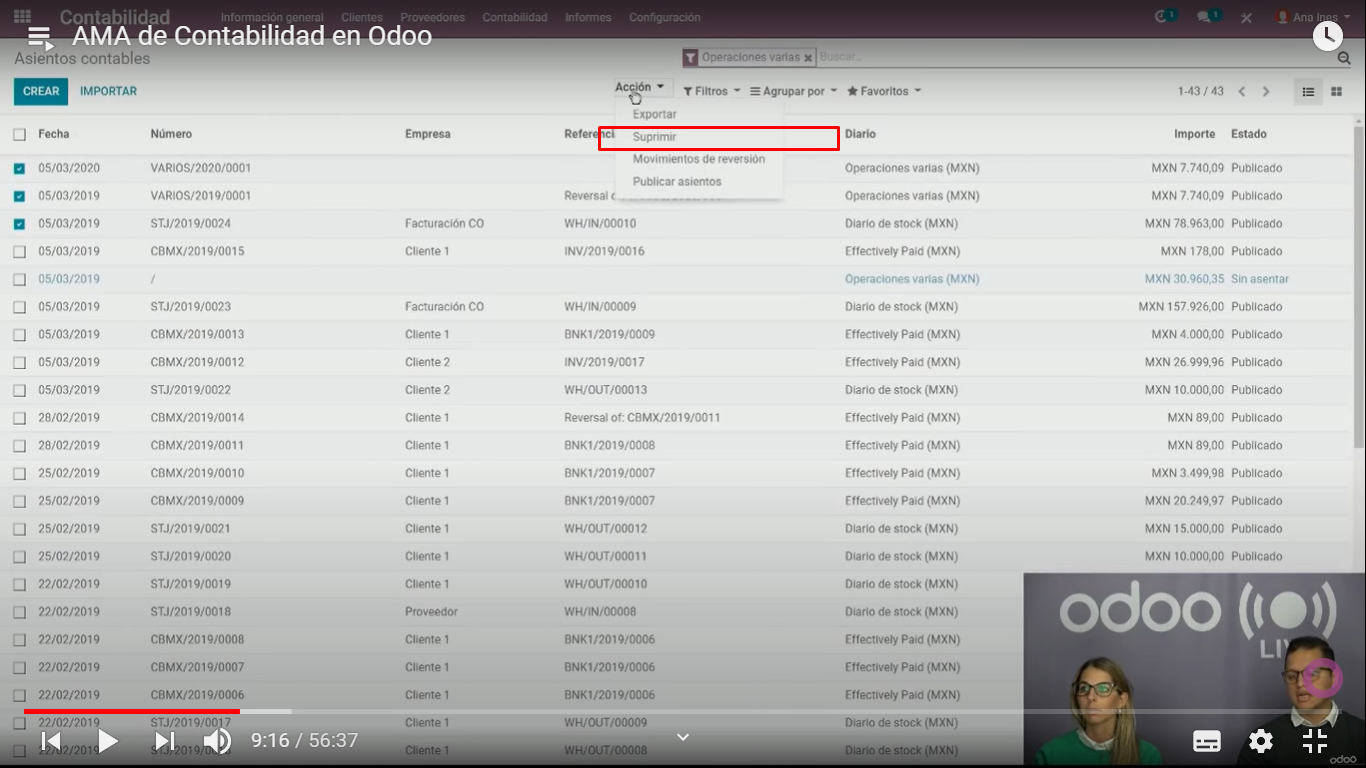 Contabilidad Información general Clientes Proveedores Contabilidad Informes Configuración 1 1 Ana Ines
AMA de Contabilidad en Odoo
Asientos contables Operaciones varias Buscar...
CREAR IMPORTAR Acción Filtros Agrupar por Favoritos 1-43 / 43
Exportar
Suprimir
Movimientos de reversión
Publicar asientos
Fecha Número Empresa Diario Importe Estado
05/03/2020 VARIOS/2020/0001 Operaciones varias (MXN) MXN 7.740,09 Publicado
05/03/2019 VARIOS/2019/0001 Reversal Operaciones varias (MXN) MXN 7.740,09 Publicado
05/03/2019 STJ/2019/0024 Facturación CO WH/IN/00010 Diario de stock (MXN) MXN 78.963,00 Publicado
05/03/2019 CBMX/2019/0015 Cliente 1 INV/2019/0016 Effectively Paid (MXN) MXN 178,00 Publicado
05/03/2019 / Operaciones varias (MXN) MXN 30.960,35 Sin asentar
05/03/2019 STJ/2019/0023 Facturación CO WH/IN/00009 Diario de stock (MXN) MXN 157.926,00 Publicado
05/03/2019 CBMX/2019/0013 Cliente 1 BNK1/2019/0009 Effectively Paid (MXN) MXN 4.000,00 Publicado
05/03/2019 CBMX/2019/0012 Cliente 2 INV/2019/0017 Effectively Paid (MXN) MXN 26.999,96 Publicado
05/03/2019 STJ/2019/0022 Cliente 2 WH/OUT/00013 Diario de stock (MXN) MXN 10.000,00 Publicado
28/02/2019 CBMX/2019/0014 Cliente 1 Reversal of: CBMX/2019/0011 Effectively Paid (MXN) MXN 89,00 Publicado
28/02/2019 CBMX/2019/0011 Cliente 1 BNK1/2019/0008 Effectively Paid (MXN) MXN 89,00 Publicado
25/02/2019 CBMX/2019/0010 Cliente 1 BNK1/2019/0007 Effectively Paid (MXN) MXN 3.499,98 Publicado
25/02/2019 CBMX/2019/0009 Cliente 1 BNK1/2019/0007 Effectively Paid (MXN) MXN 20.249,97 Publicado
25/02/2019 STJ/2019/0021 Cliente 1 WH/OUT/00012 Diario de stock (MXN) MXN 15.000,00 Publicado
25/02/2019 STJ/2019/0020 Cliente 1 WH/OUT/00011 Diario de stock (MXN) MXN 10.000,00 Publicado
22/02/2019 STJ/2019/0019 Cliente 1 WH/OUT/00010 Diario de stock (MXN)
22/02/2019 STJ/2019/0018 Proveedor WH/IN/00008 Diario de stock (MXN)
22/02/2019 CBMX/2019/0008 Cliente 1 BNK1/2019/0006 Effectively Paid (MXN)
22/02/2019 CBMX/2019/0007 Cliente 1 BNK1/2019/0006 Effectively Paid (MXN)
22/02/2019 CBMX/2019/0006 Cliente 1 BNK1/2019/0006 Effectively Paid (MXN)
22/02/2019 STJ/2019/0017 Cliente 1 WH/OUT/00009 Diario de stock (MXN)
Cliente 1 WH/OUT/00008 Diario de stock (MXN)
9:16 / 56:37
odoo
odoo